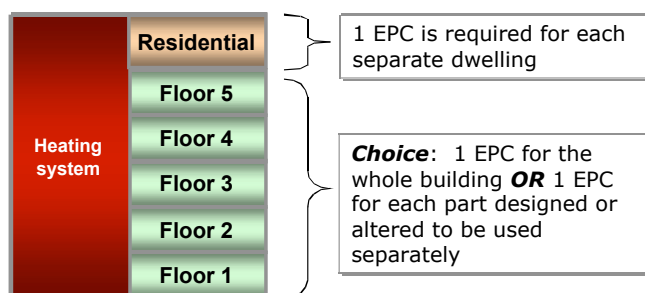 Residential
Floor 5
Floor 4
Floor 3
Floor 2
Floor 1
Heating
system
1 EPC is required for each
separate dwelling
Choice: 1 EPC for the
whole building OR 1 EPC
for each part designed or
altered to be used
separately